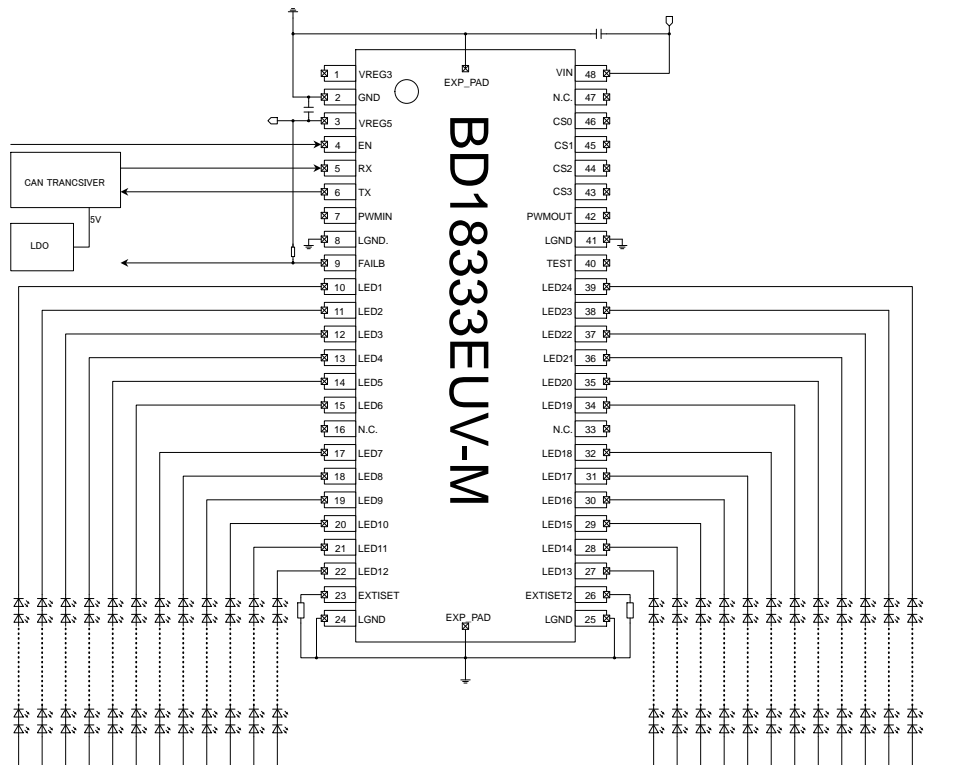 EXP_PAD
1 VREG3
2 GND
3 VREG5
4 EN
5 RX
6 TX
7 PWMIN
8 LGND.
9 FAILB
10 LED1
11 LED2
12 LED3
13 LED4
14 LED5
15 LED6
16 N.C.
17 LED7
18 LED8
19 LED9
20 LED10
21 LED11
22 LED12
23 EXTISET
24 LGND
CAN TRANCSIVER
5V
LDO
BD18333EUV-M
VIN 48
N.C. 47
CS0 46
CS1 45
CS2 44
CS3 43
PWMOUT 42
LGND 41
TEST 40
LED24 39
LED23 38
LED22 37
LED21 36
LED20 35
LED19 34
N.C. 33
LED18 32
LED17 31
LED16 30
LED15 29
LED14 28
LED13 27
EXTISET2 26
LGND 25
EXP_PAD